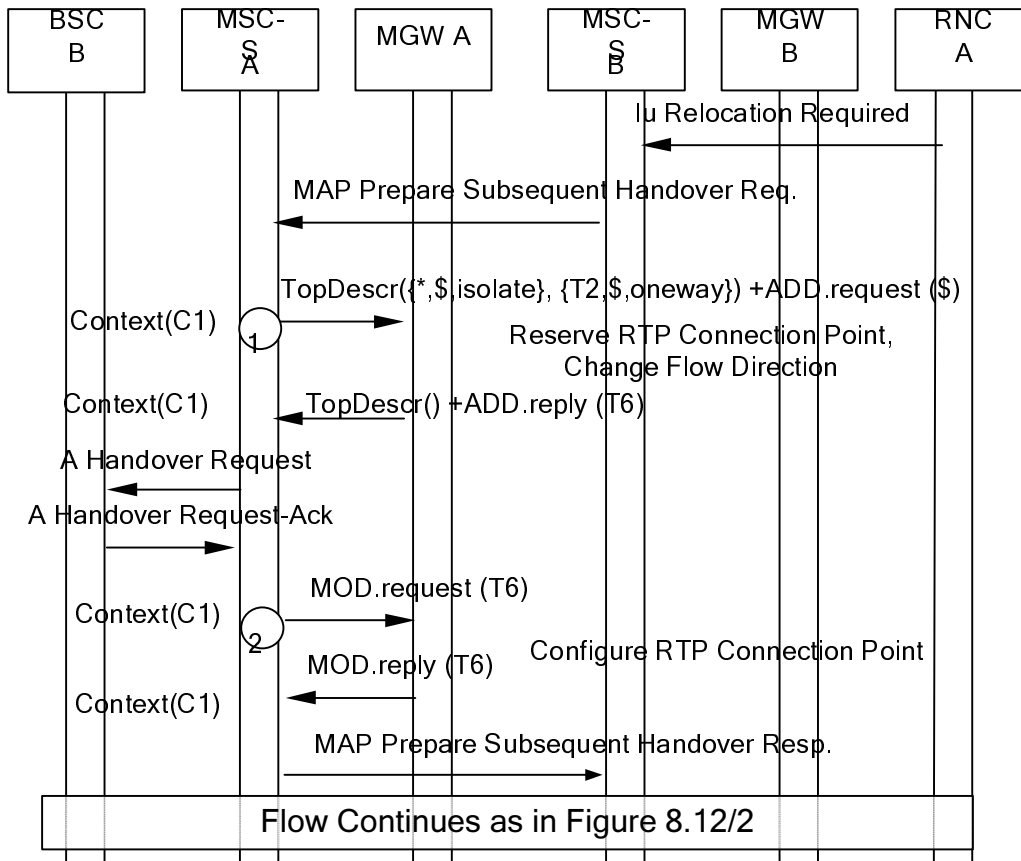 BSC
B
MSC-
S
A
MGW A
MSC-
S
B
MGW
B
RNC
A
Iu Relocation Required
MAP Prepare Subsequent Handover Req.
TopDescr({*,$,isolate}, {T2,$,oneway}) +ADD.request ($)
Context(C1)
1
Reserve RTP Connection Point,
Change Flow Direction
Context(C1)
TopDescr() +ADD.reply (T6)
A Handover Request
A Handover Request-Ack
MOD.request (T6)
Context(C1)
2
Configure RTP Connection Point
MOD.reply (T6)
Context(C1)
MAP Prepare Subsequent Handover Resp.
Flow Continues as in Figure 8.12/2